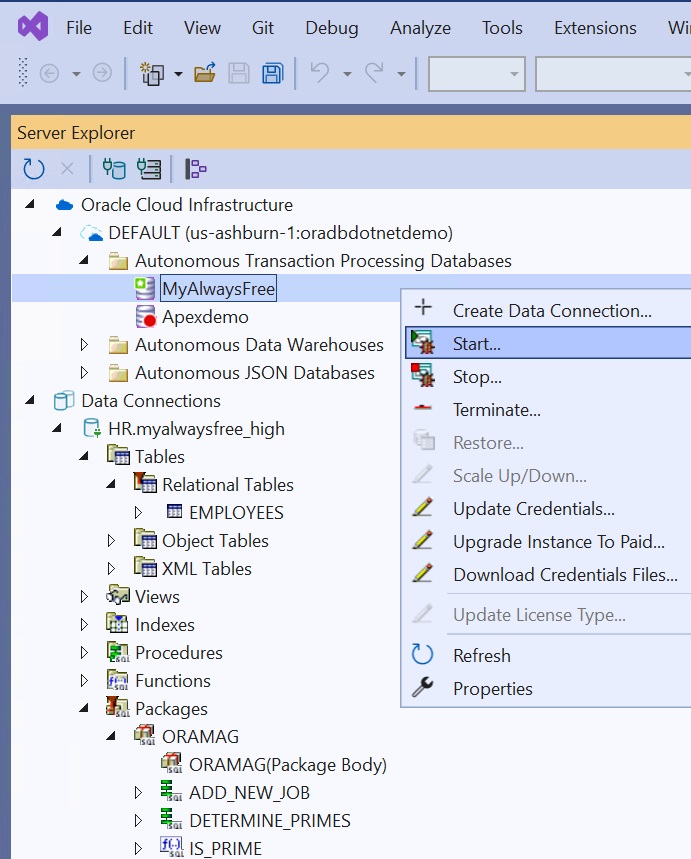 File Edit View Git Debug Analyze Tools Extensions
Server Explorer
Oracle Cloud Infrastructure
DEFAULT (us-ashburn-1:oradbdotnetdemo)
Autonomous Transaction Processing Databases
MyAlwaysFree
Apexdemo
Autonomous Data Warehouses
Autonomous JSON Databases
Data Connections
HR.myalwaysfree_high
Tables
Relational Tables
EMPLOYEES
Object Tables
XML Tables
Views
Indexes
Procedures
Functions
Packages
ORAMAG
ORAMAG(Package Body)
ADD_NEW_JOB
DETERMINE_PRIMES
IS_PRIME
Create Data Connection...
Start...
Stop...
Terminate...
Restore...
Scale Up/Down...
Update Credentials...
Upgrade Instance To Paid...
Download Credentials Files...
Update License Type...
Refresh
Properties